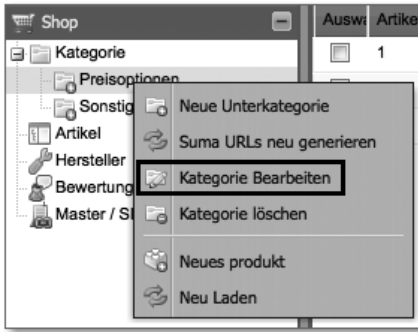 Shop
Auswa Artike
Kategorie
1
Preisoptionen
Sonstig
Neue Unterkategorie
Artikel
Suma URLs neu generieren
Hersteller
Kategorie Bearbeiten
Bewertung
Master / Sl
Kategorie löschen
Neues produkt
Neu Laden